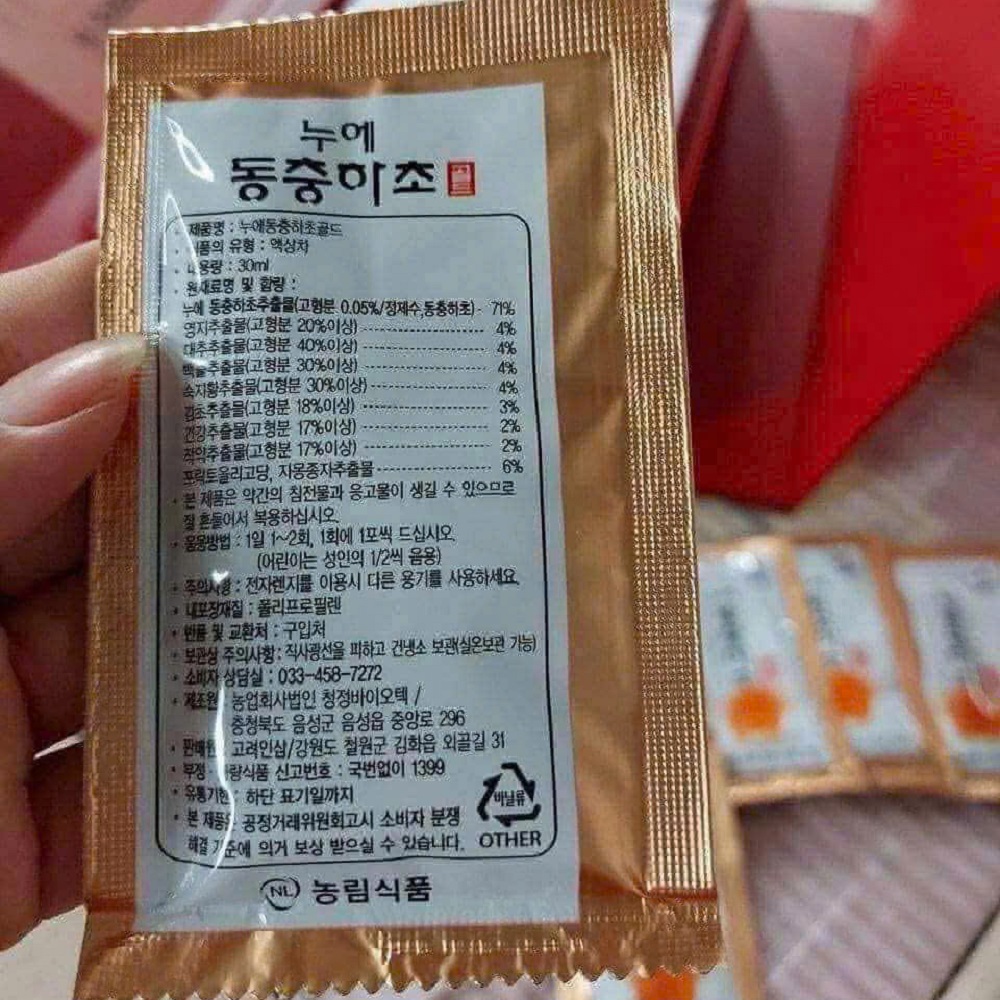 누에
동충하초 골드
· 제품명 : 누에동충하초골드
품의 유형 : 액상차
용량 : 30ml
· 원재료명 및 함량 :
누에 동충하초추출물(고형분 0.05%/정제수,동충하초) - 71%
영지추출물(고형분 20%이상) ---------- 4%
대추추출물(고형분 40%이상) ---------- 4%
백출추출물(고형분 30%이상) ---------- 4%
숙지황추출물(고형분 30%이상) ---------- 4%
감초추출물(고형분 18%이상) ---------- 3%
건강추출물(고형분 17%이상) ---------- 2%
작약추출물(고형분 17%이상) ---------- 2%
프락토올리고당, 자몽종자추출물 ---------- 6%
· 본 제품은 약간의 침전물과 응고물이 생길 수 있으므로
잘 흔들어서 복용하십시오.
· 음용방법 : 1일 1~2회, 1회에 1포씩 드십시오.
(어린이는 성인의 1/2씩 음용)
· 주의사항 : 전자렌지를 이용시 다른 용기를 사용하세요.
· 내포장재질 : 폴리프로필렌
· 반품 및 교환처 : 구입처
· 보관상 주의사항 : 직사광선을 피하고 건냉소 보관(실온보관 가능)
· 소비자 상담실 : 033-458-7272
· 제조원 : 농업회사법인 청정바이오텍 /
충청북도 음성군 음성읍 중앙로 296
· 판매원 : 고려인삼/강원도 철원군 김화읍 외골길 31
· 부정 · 량식품 신고번호 : 국번없이 1399
· 유통기한 : 하단 표기일까지
· 본 제품은 공정거래위원회고시 소비자 분쟁
해결 기준에 의거 보상 받으실 수 있습니다.
비닐류
OTHER
NL 농림식품